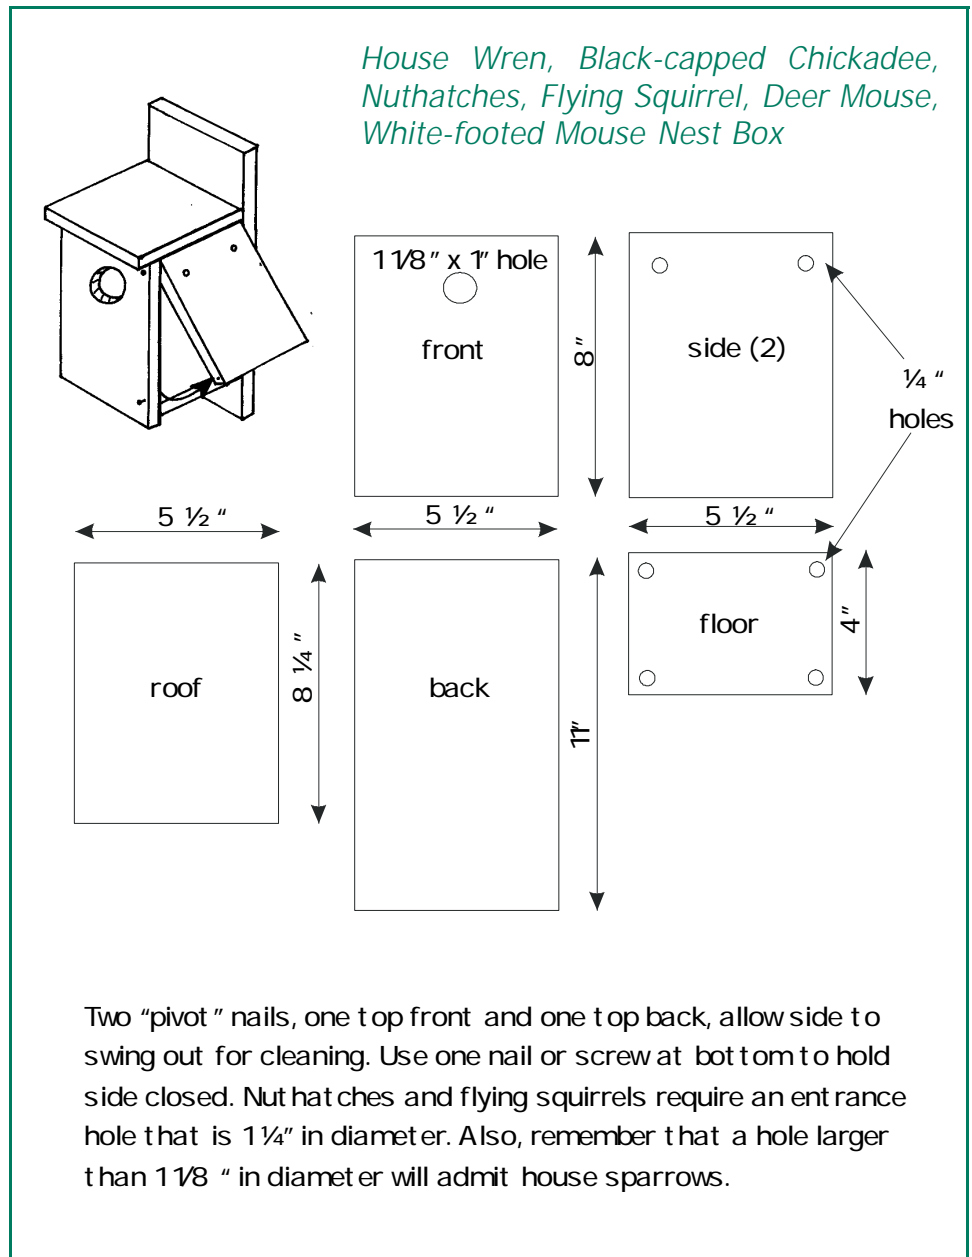 House Wren, Black-capped Chickadee,
Nuthatches, Flying Squirrel, Deer Mouse,
White-footed Mouse Nest Box
1 1/8" x 1" hole
front
8"
side (2)
¼ “
holes
5 ½ “
5 ½ “
5 ½ “
roof
8 ¼ "
back
11"
floor
4"
Two “pivot" nails, one top front and one top back, allow side to
swing out for cleaning. Use one nail or screw at bottom to hold
side closed. Nuthatches and flying squirrels require an entrance
hole that is 1¼" in diameter. Also, remember that a hole larger
than 1 1/8 “ in diameter will admit house sparrows.